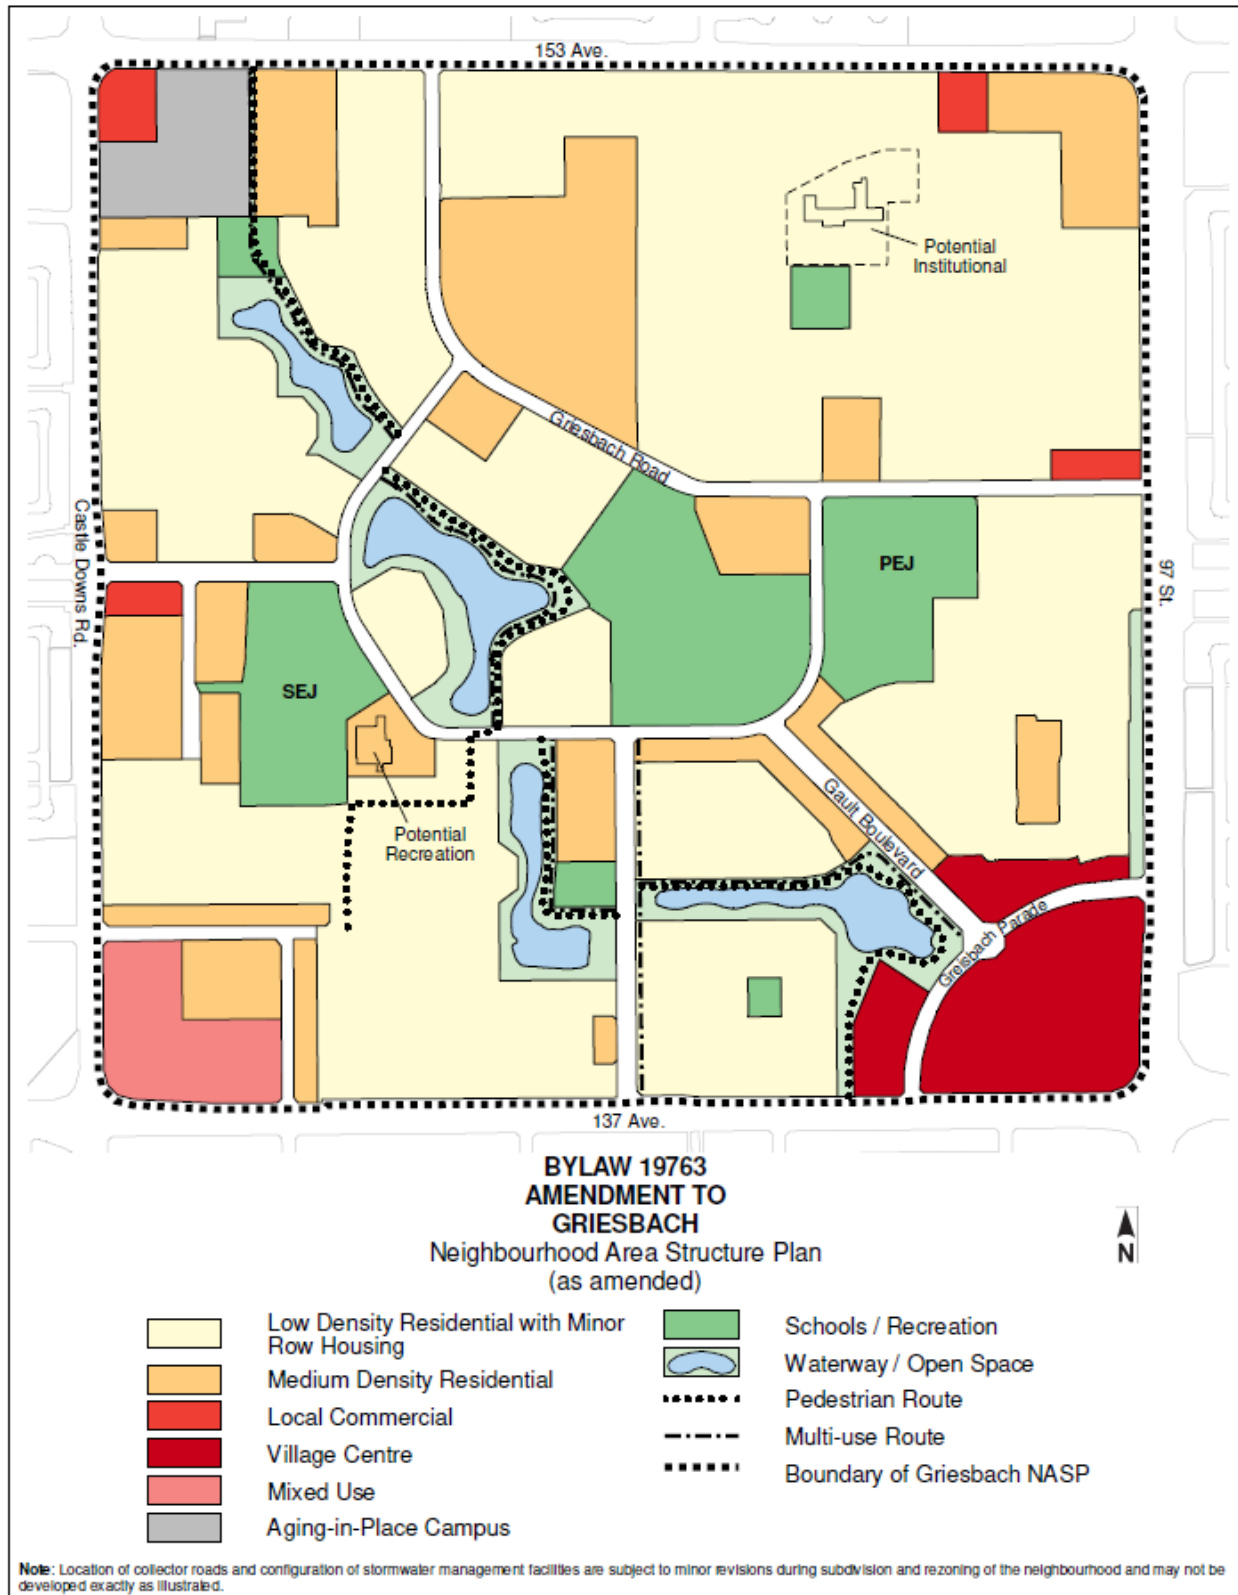 153 Ave.
Potential
Institutional
Griesbach Road
Castle Downs Rd.
PEJ
97 St.
SEJ
Potential
Recreation
Gault Boulevard
Greisbach Parade
137 Ave.
BYLAW 19763
AMENDMENT TO
GRIESBACH
Neighbourhood Area Structure Plan
(as amended)
N
Low Density Residential with Minor
Row Housing
Medium Density Residential
Local Commercial
Village Centre
Mixed Use
Aging-in-Place Campus
Schools / Recreation
Waterway / Open Space
Pedestrian Route
Multi-use Route
Boundary of Griesbach NASP
Note: Location of collector roads and configuration of stormwater management facilities are subject to minor revisions during subdivision and rezoning of the neighbourhood and may not be
developed exactly as illustrated.